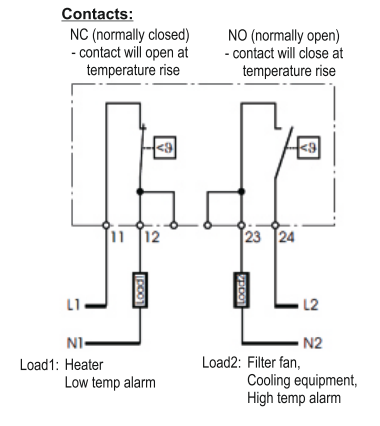 Contacts:
NC (normally closed)
- contact will open at
temperature rise
NO (normally open)
- contact will close at
temperature rise
<ϑ
<ϑ
11
12
23
24
Load1
Load2
L1
L2
N1
N2
Load1: Heater
Low temp alarm
Load2: Filter fan,
Cooling equipment,
High temp alarm